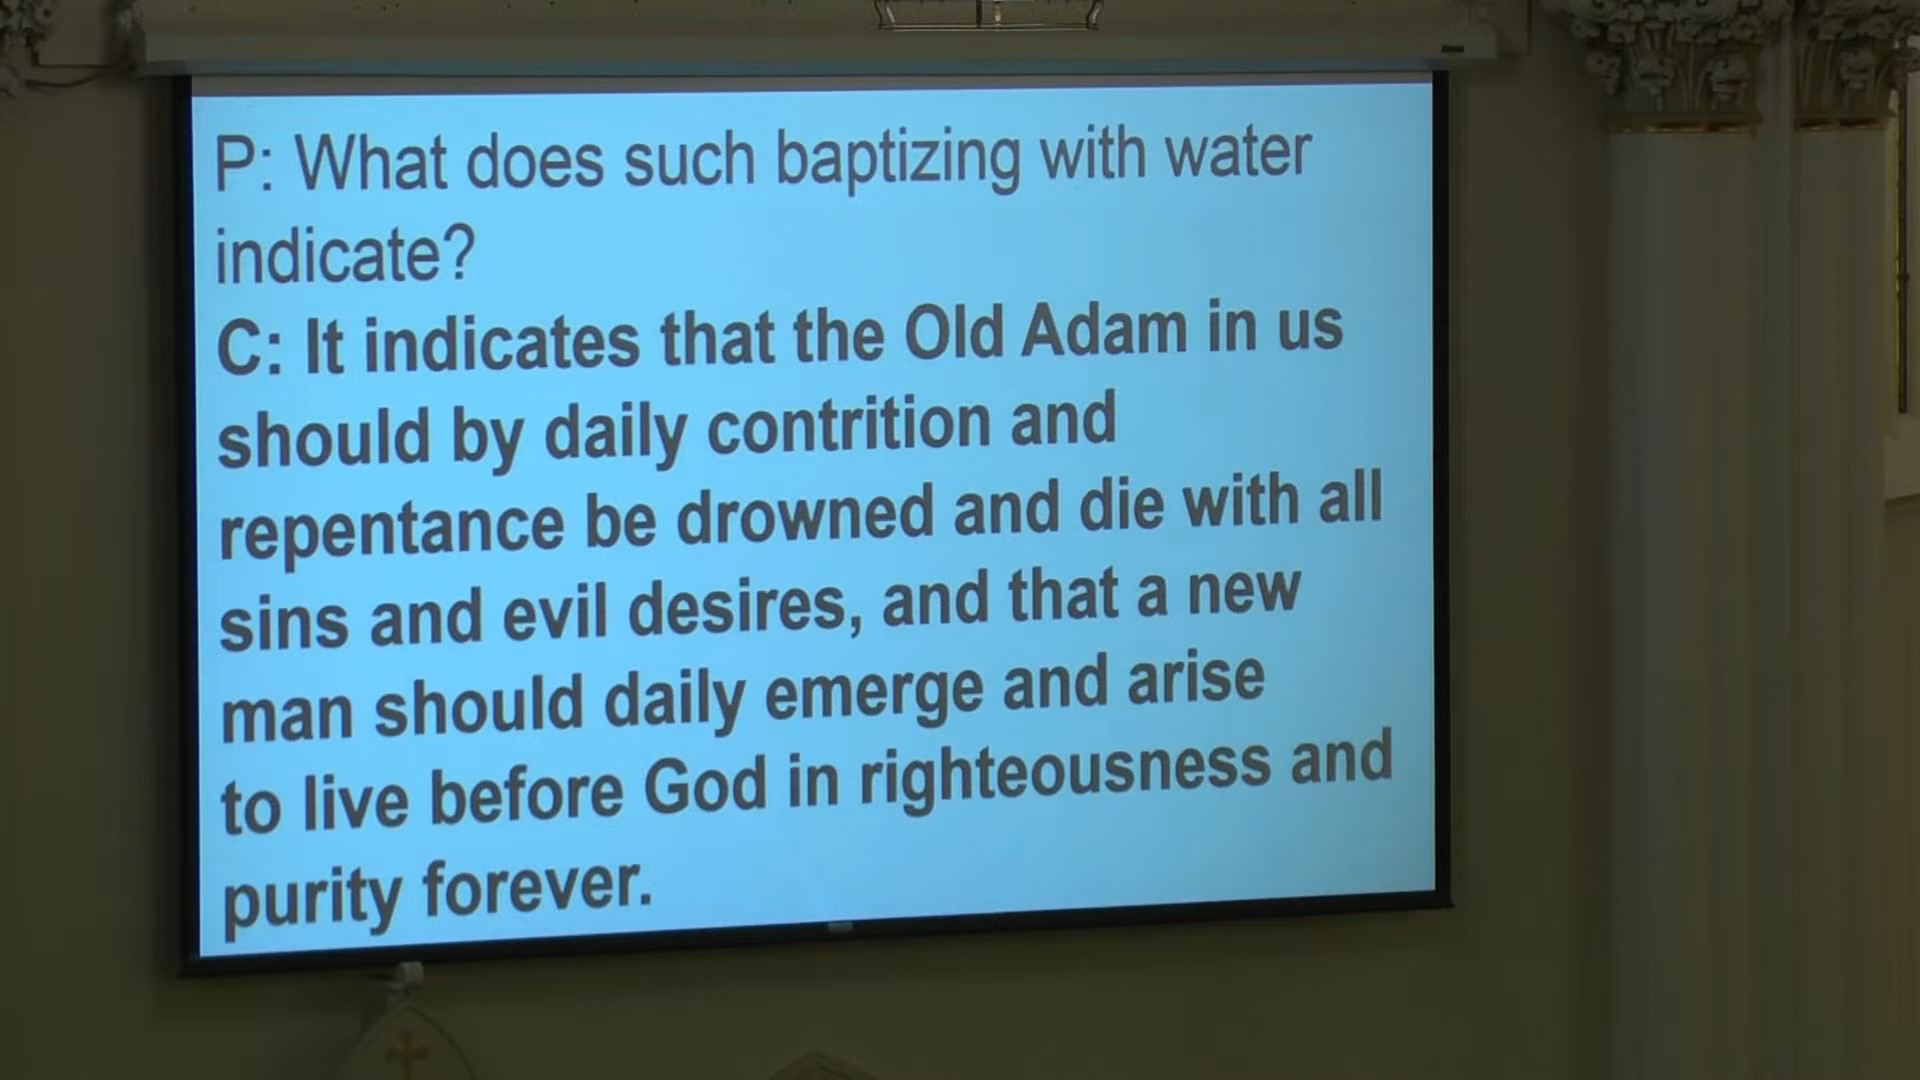 P: What does such baptizing with water
indicate?
C: It indicates that the Old Adam in us
should by daily contrition and
repentance be drowned and die with all
sins and evil desires, and that a new
man should daily emerge and arise
to live before God in righteousness and
purity forever.